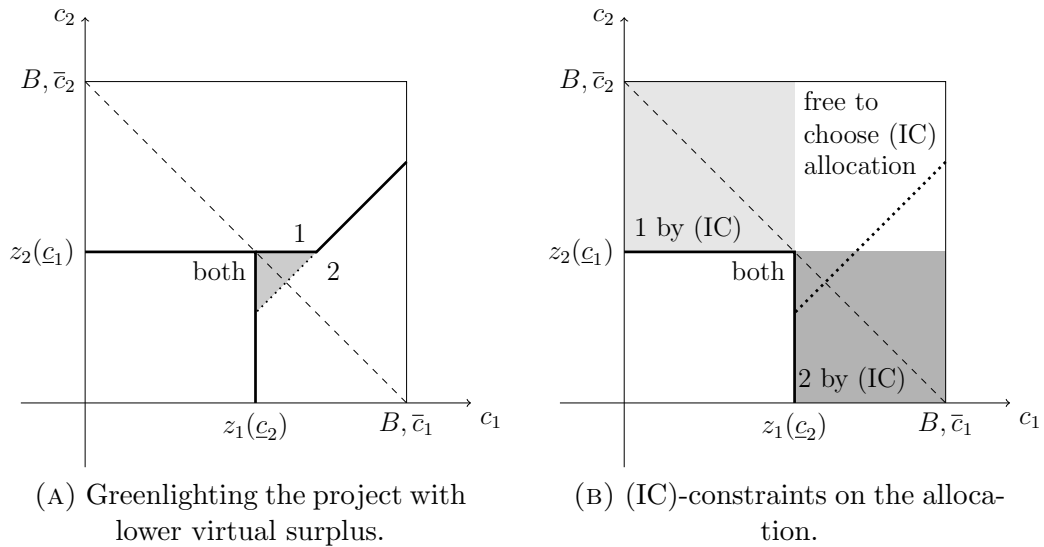 c₂
B, c̅₂
1
z₂(c̲₁)
both
2
z₁(c̲₂)
B, c̅₁
c₁
(A) Greenlighting the project with
lower virtual surplus.
c₂
B, c̅₂
free to
choose (IC)
allocation
1 by (IC)
z₂(c̲₁)
both
2 by (IC)
z₁(c̲₂)
B, c̅₁
c₁
(B) (IC)-constraints on the alloca-
tion.